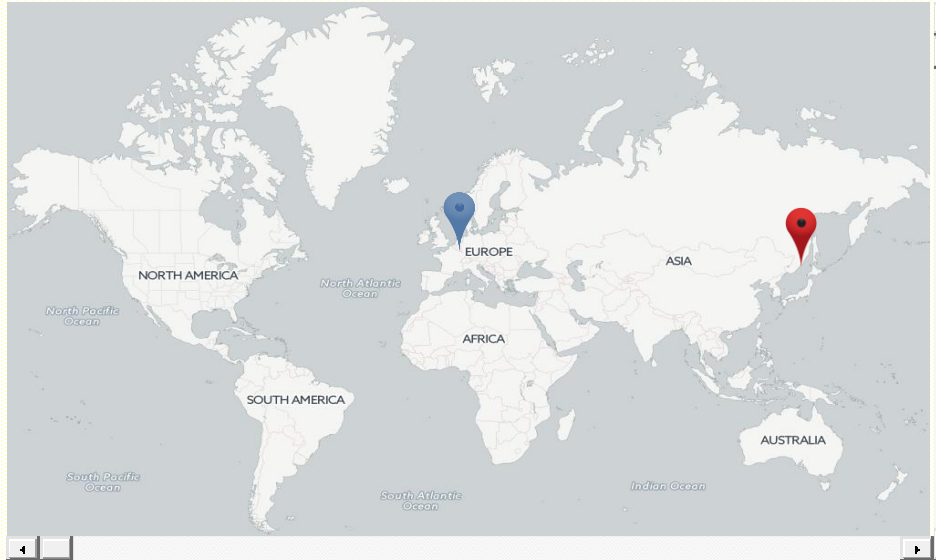 EUROPE
ASIA
NORTH AMERICA
North Atlantic
Ocean
North Pacific
Ocean
AFRICA
SOUTH AMERICA
AUSTRALIA
South Pacific
Ocean
Indian Ocean
South Atlantic
Ocean